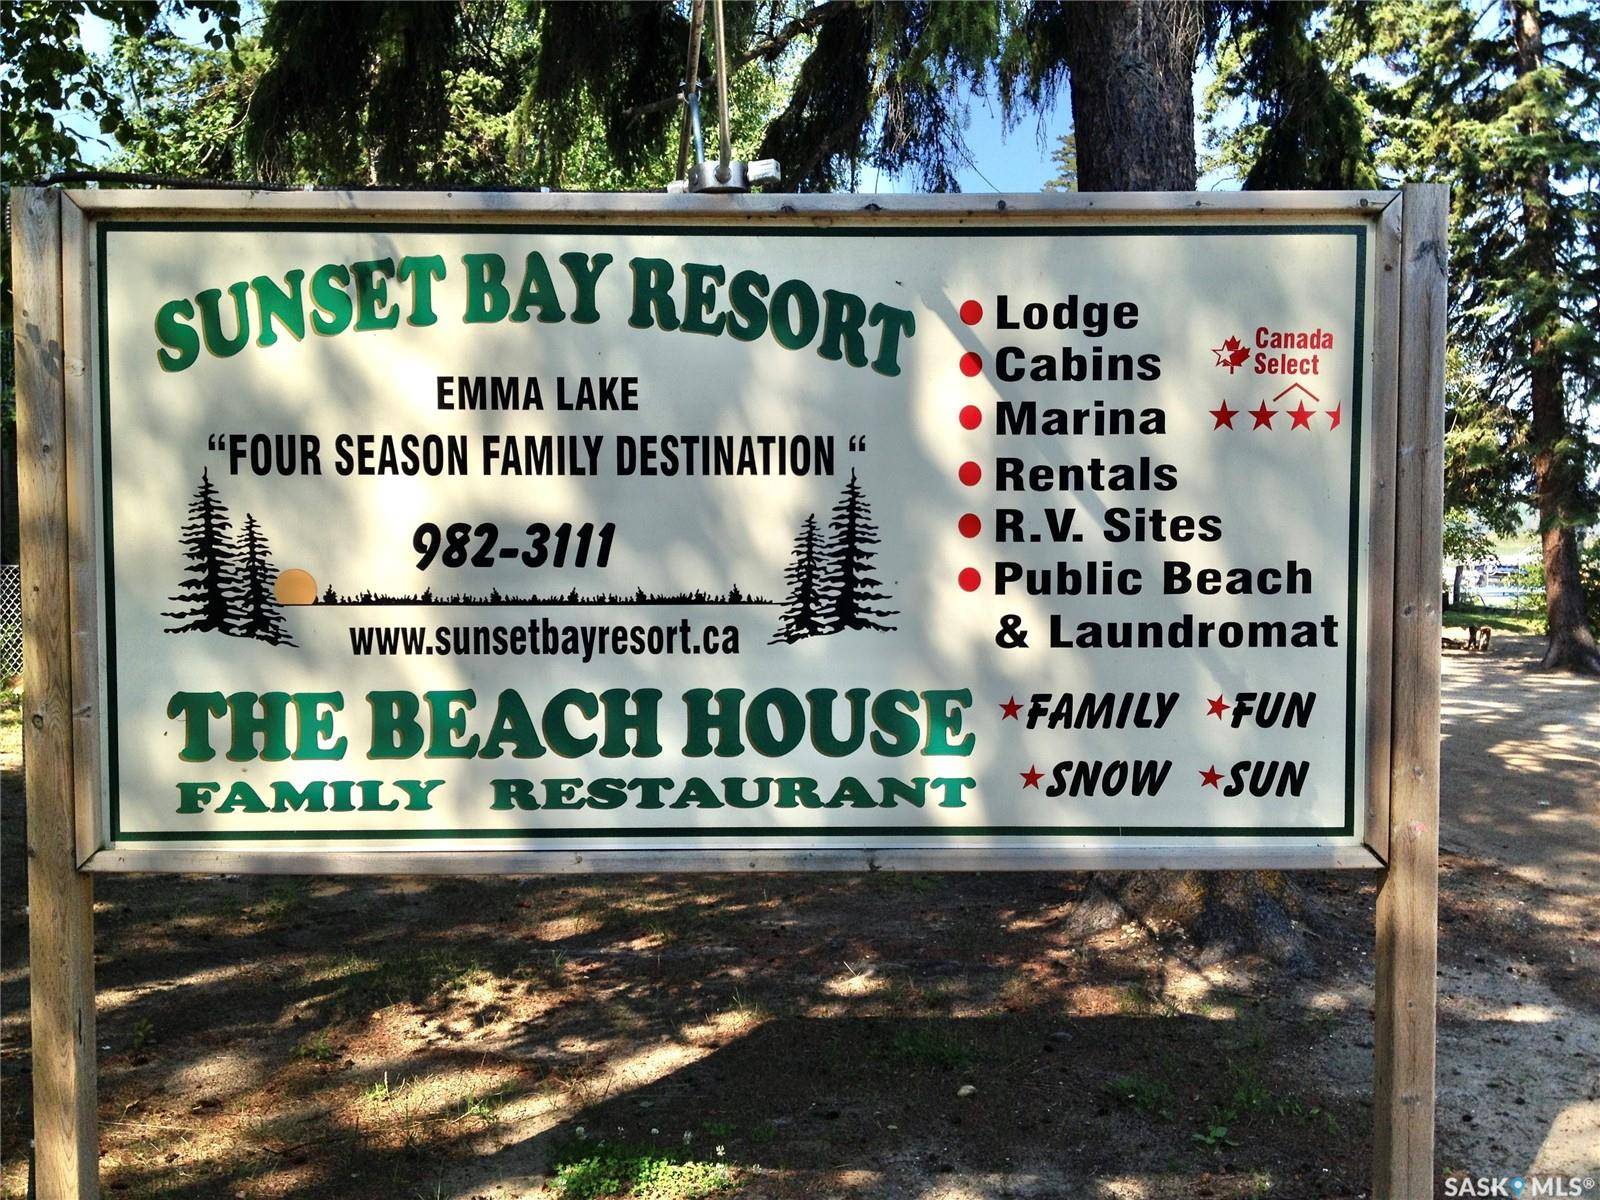 SUNSET BAY RESORT
EMMA LAKE
“FOUR SEASON FAMILY DESTINATION “
982-3111
www.sunsetbayresort.ca
THE BEACH HOUSE
FAMILY RESTAURANT
Lodge
Cabins
Marina
Rentals
R.V. Sites
Public Beach
& Laundromat
Canada
Select
FAMILY FUN
SNOW SUN
SASK MLS®